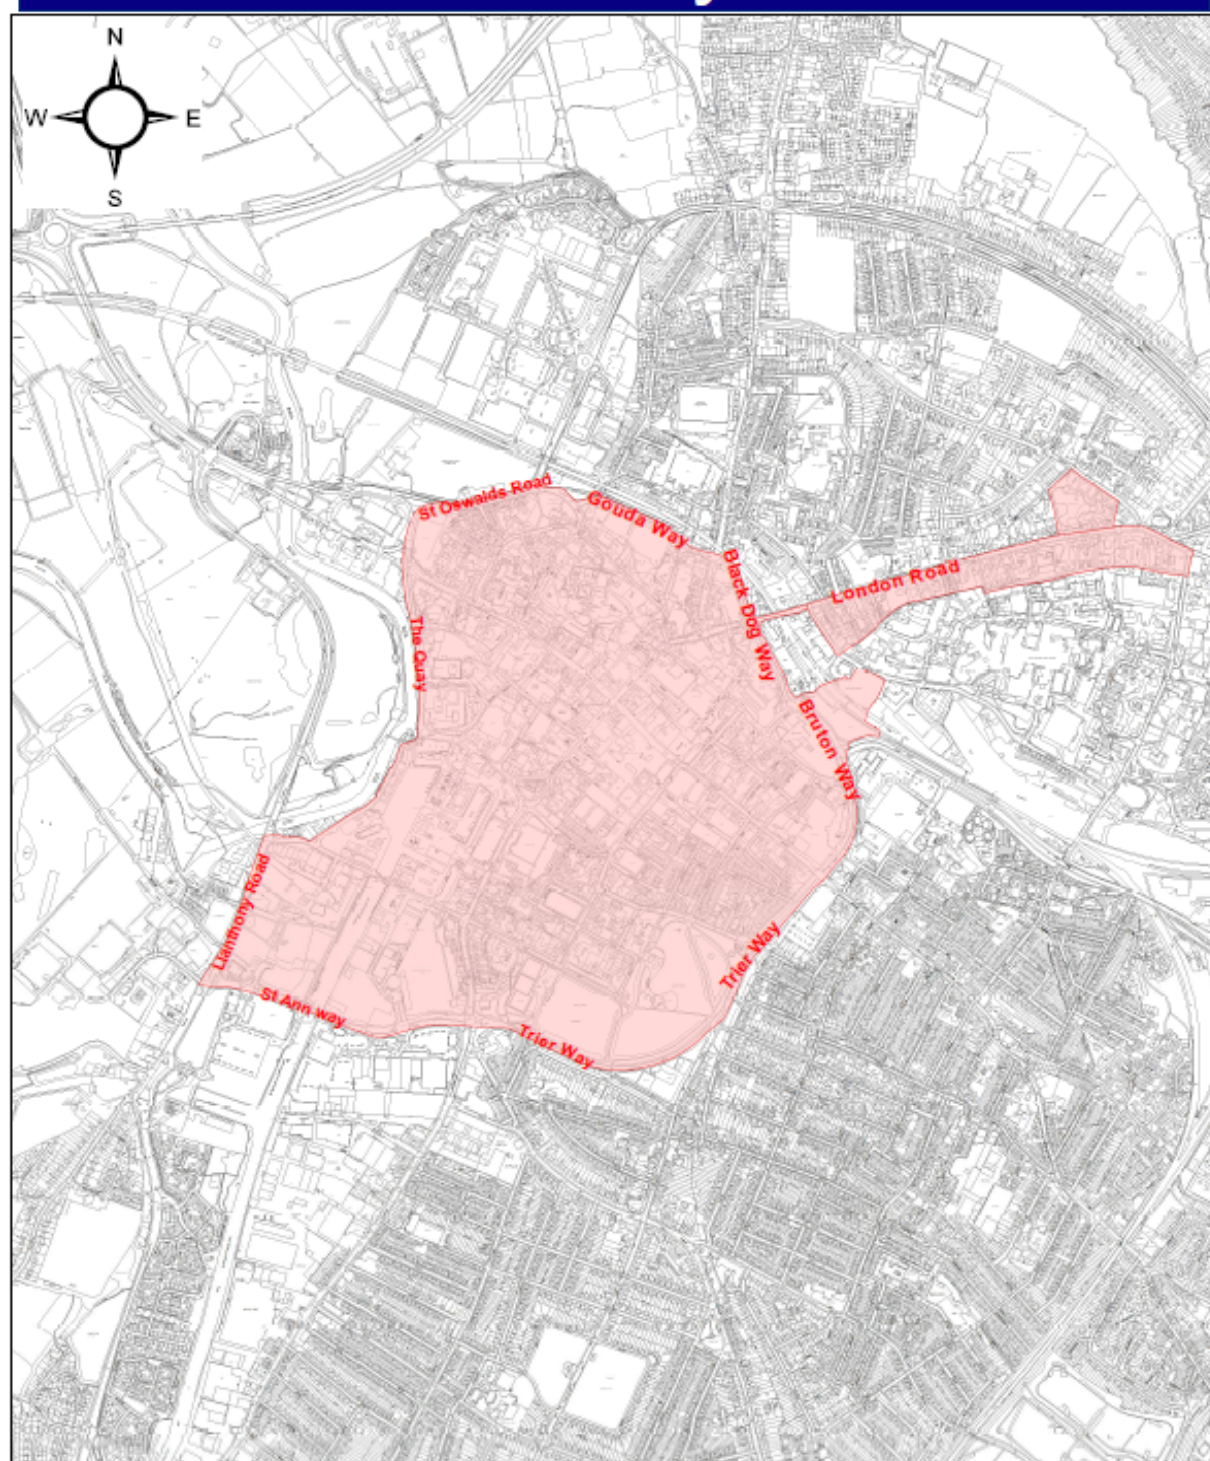 N
W E
S
St Oswalds Road
Gouda Way
Black Dog Way
London Road
The Quay
Bruton Way
Llanthony Road
Trier Way
St Ann way
Trier Way